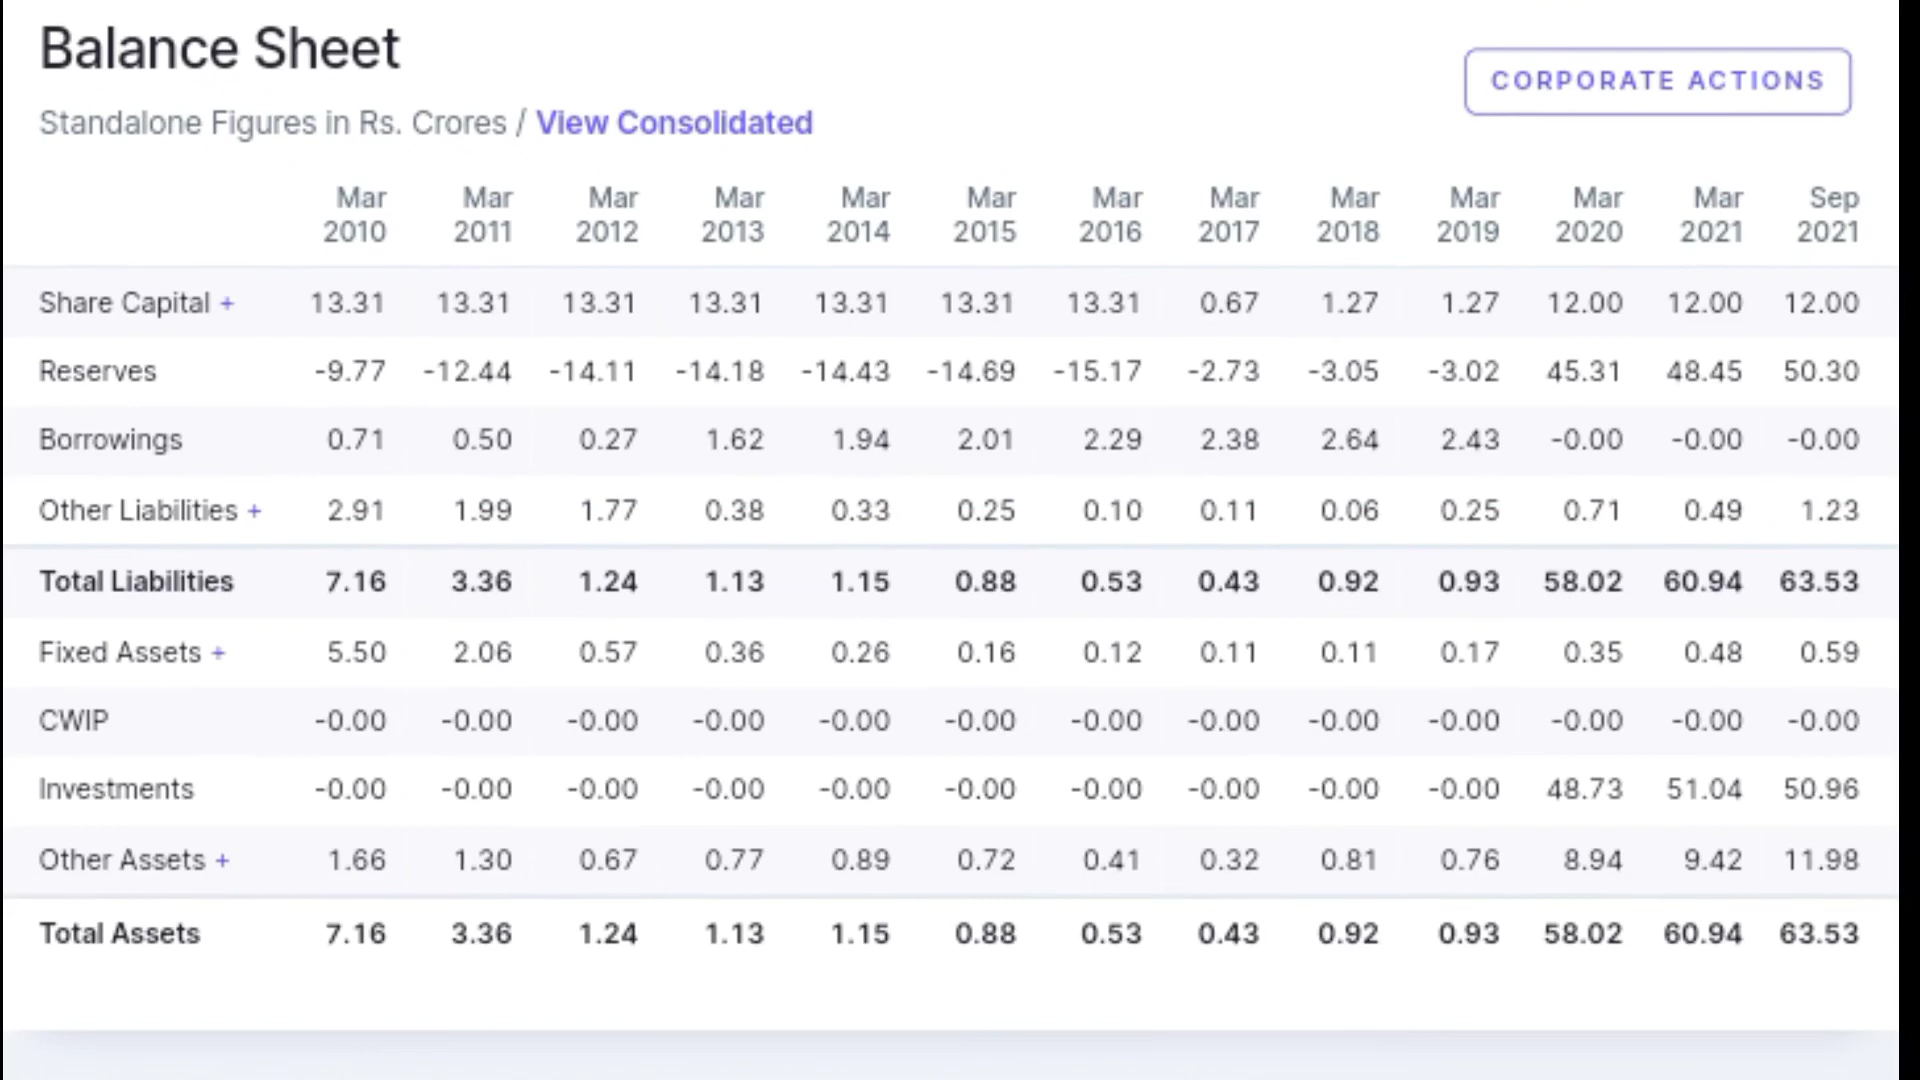 Balance Sheet
CORPORATE ACTIONS
Standalone Figures in Rs. Crores / View Consolidated
Mar 2010 Mar 2011 Mar 2012 Mar 2013 Mar 2014 Mar 2015 Mar 2016 Mar 2017 Mar 2018 Mar 2019 Mar 2020 Mar 2021 Sep 2021
Share Capital + 13.31 13.31 13.31 13.31 13.31 13.31 13.31 0.67 1.27 1.27 12.00 12.00 12.00
Reserves -9.77 -12.44 -14.11 -14.18 -14.43 -14.69 -15.17 -2.73 -3.05 -3.02 45.31 48.45 50.30
Borrowings 0.71 0.50 0.27 1.62 1.94 2.01 2.29 2.38 2.64 2.43 -0.00 -0.00 -0.00
Other Liabilities + 2.91 1.99 1.77 0.38 0.33 0.25 0.10 0.11 0.06 0.25 0.71 0.49 1.23
Total Liabilities 7.16 3.36 1.24 1.13 1.15 0.88 0.53 0.43 0.92 0.93 58.02 60.94 63.53
Fixed Assets + 5.50 2.06 0.57 0.36 0.26 0.16 0.12 0.11 0.11 0.17 0.35 0.48 0.59
CWIP -0.00 -0.00 -0.00 -0.00 -0.00 -0.00 -0.00 -0.00 -0.00 -0.00 -0.00 -0.00 -0.00
Investments -0.00 -0.00 -0.00 -0.00 -0.00 -0.00 -0.00 -0.00 -0.00 -0.00 48.73 51.04 50.96
Other Assets + 1.66 1.30 0.67 0.77 0.89 0.72 0.41 0.32 0.81 0.76 8.94 9.42 11.98
Total Assets 7.16 3.36 1.24 1.13 1.15 0.88 0.53 0.43 0.92 0.93 58.02 60.94 63.53